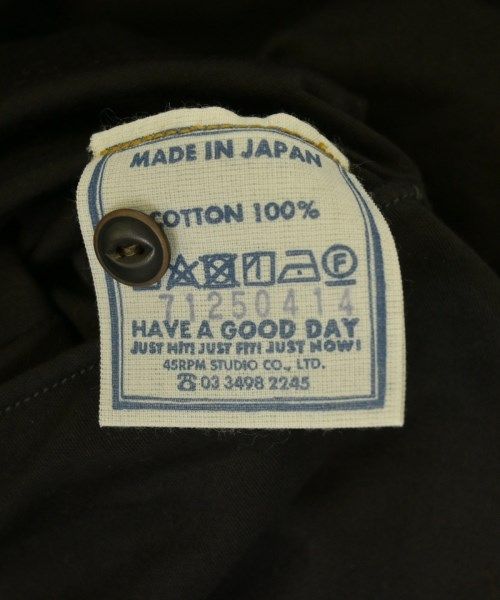 MADE IN JAPAN
COTTON 100%
F
71250414
HAVE A GOOD DAY
JUST HIT! JUST FIT! JUST NOW!
45RPM STUDIO CO., LTD.
☎03 3498 2245